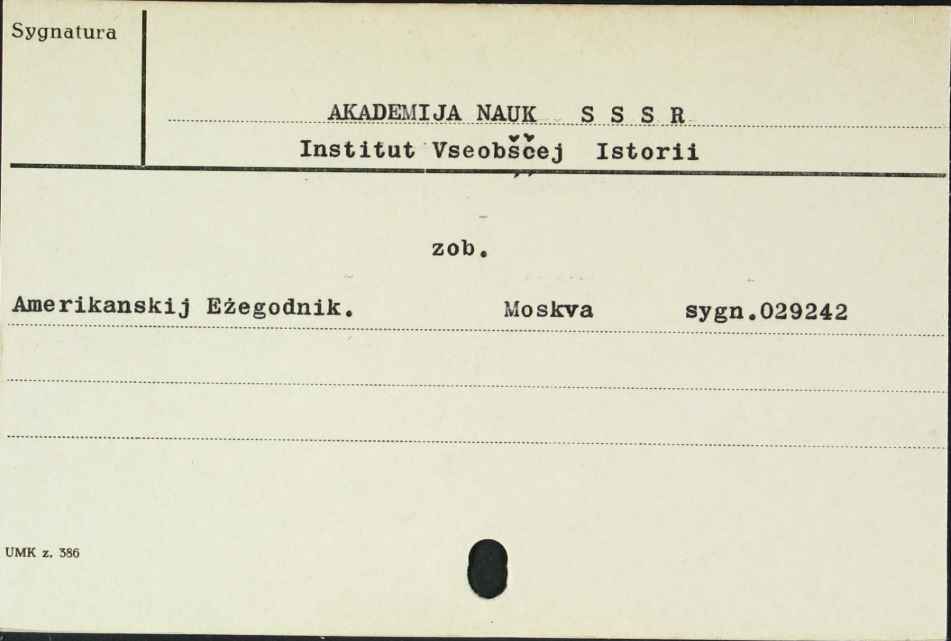 Sygnatura
AKADEMIJA NAUK S S S R
Institut Vseobščej Istorii
zob.
Amerikanskij Eżegodnik. Moskva sygn.029242
UMK z. 386